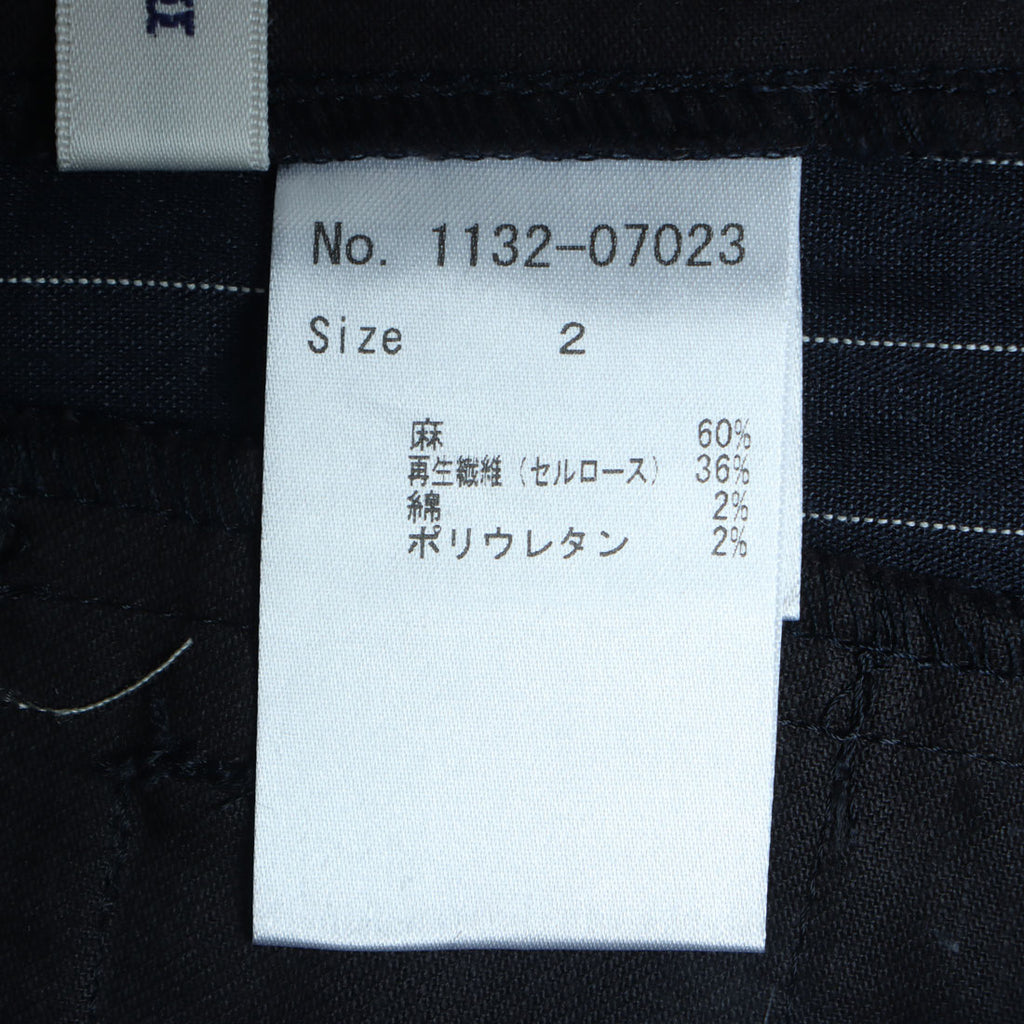 No. 1132-07023
Size 2
麻 60%
再生繊維(セルロース) 36%
綿 2%
ポリウレタン 2%